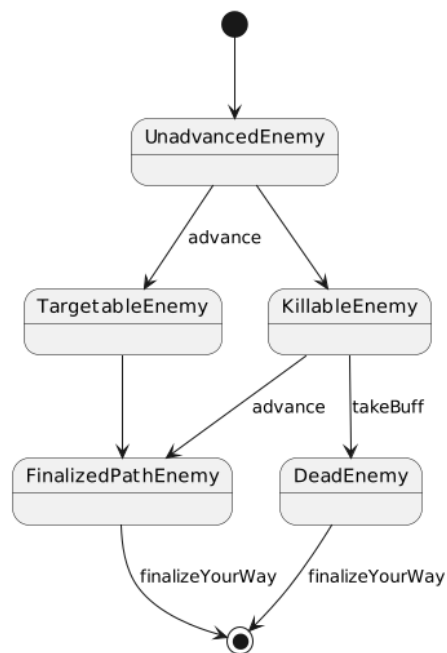 UnadvancedEnemy
advance
TargetableEnemy
KillableEnemy
advance
takeBuff
FinalizedPathEnemy
DeadEnemy
finalizeYourWay
finalizeYourWay